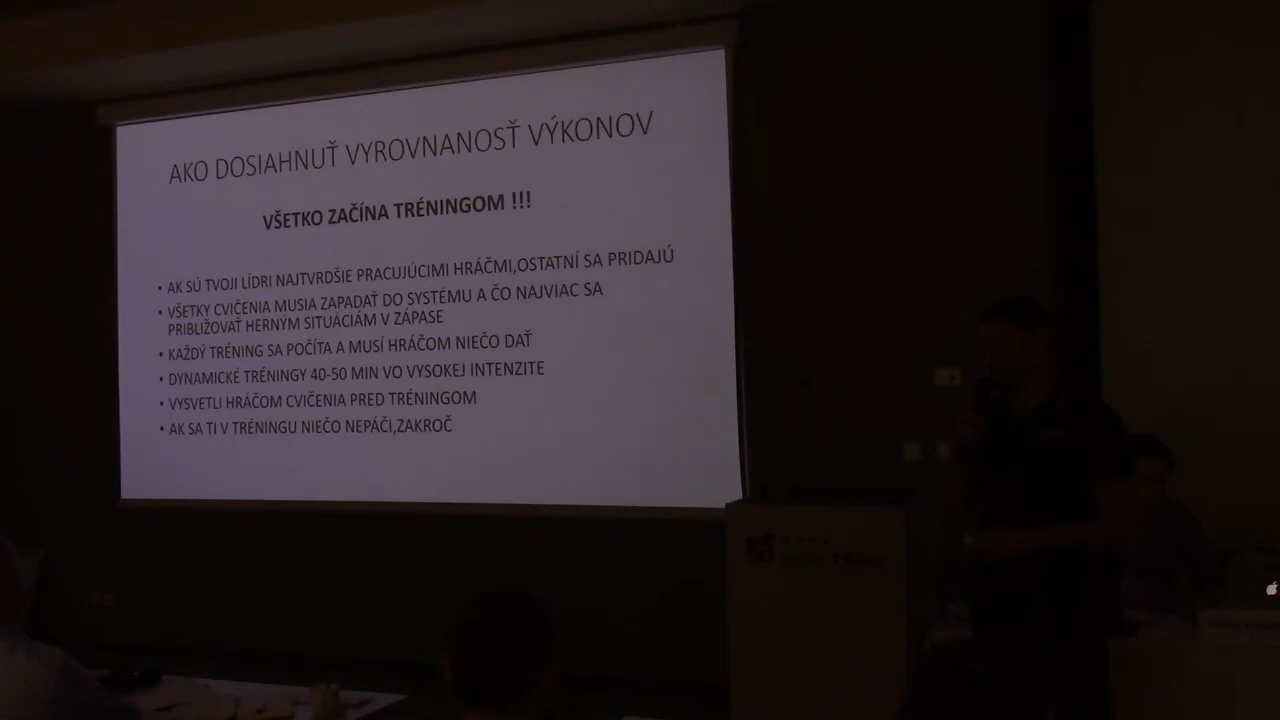 AKO DOSIAHNUŤ VYROVNANOSŤ VÝKONOV
VŠETKO ZAČÍNA TRÉNINGOM !!!
• AK SÚ TVOJI LÍDRI NAJTVRDŠIE PRACUJÚCIMI HRÁČMI,OSTATNÍ SA PRIDAJÚ
• VŠETKY CVIČENIA MUSIA ZAPADAŤ DO SYSTÉMU A ČO NAJVIAC SA
PRIBLIŽOVAŤ HERNÝM SITUÁCIÁM V ZÁPASE
• KAŽDÝ TRÉNING SA POČÍTA A MUSÍ HRÁČOM NIEČO DAŤ
• DYNAMICKÉ TRÉNINGY 40-50 MIN VO VYSOKEJ INTENZITE
• VYSVETLI HRÁČOM CVIČENIA PRED TRÉNINGOM
• AK SA TI V TRÉNINGU NIEČO NEPÁČI,ZAKROČ